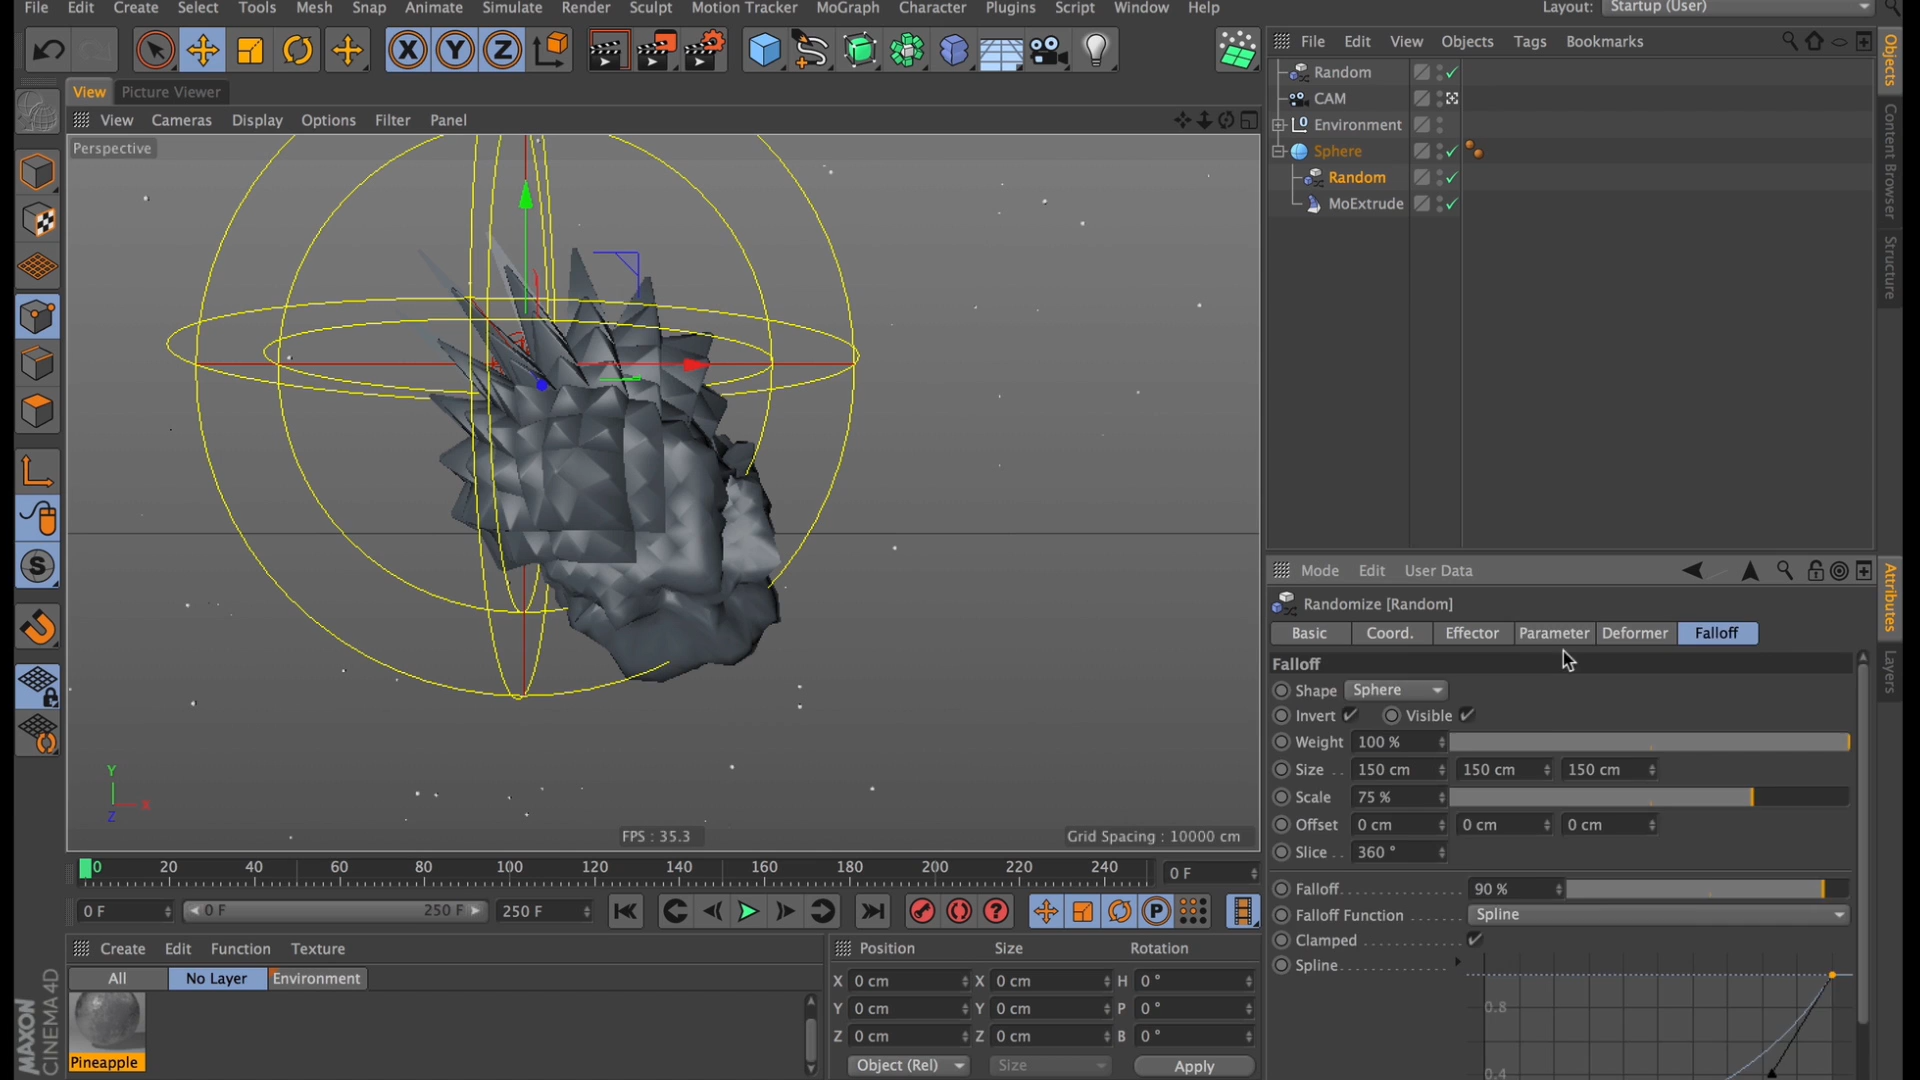 File Edit Create Select Tools Mesh Snap Animate Simulate Render Sculpt Motion Tracker MoGraph Character Plugins Script Window Help Layout: Startup (User)
X Y Z
View Picture Viewer
View Cameras Display Options Filter Panel
Perspective
File Edit View Objects Tags Bookmarks
Random
CAM
Environment
Sphere
Random
MoExtrude
Objects
Content Browser
Structure
Mode Edit User Data
Randomize [Random]
Basic Coord. Effector Parameter Deformer Falloff
Falloff
Shape Sphere
Invert Visible
Weight 100 %
Size . . 150 cm 150 cm 150 cm
Scale 75 %
Offset 0 cm 0 cm 0 cm
Slice . . 360 °
Falloff 90 %
Falloff Function Spline
Clamped
Spline
0.8
0.4
Attributes
Layers
Y
X
Z
FPS : 35.3
Grid Spacing : 10000 cm
0 20 40 60 80 100 120 140 160 180 200 220 240 0 F
0 F 0 F 250 F 250 F
Create Edit Function Texture
All No Layer Environment
Pineapple
Position Size Rotation
X 0 cm X 0 cm H 0 °
Y 0 cm Y 0 cm P 0 °
Z 0 cm Z 0 cm B 0 °
Object (Rel) Size Apply
MAXON
CINEMA4D